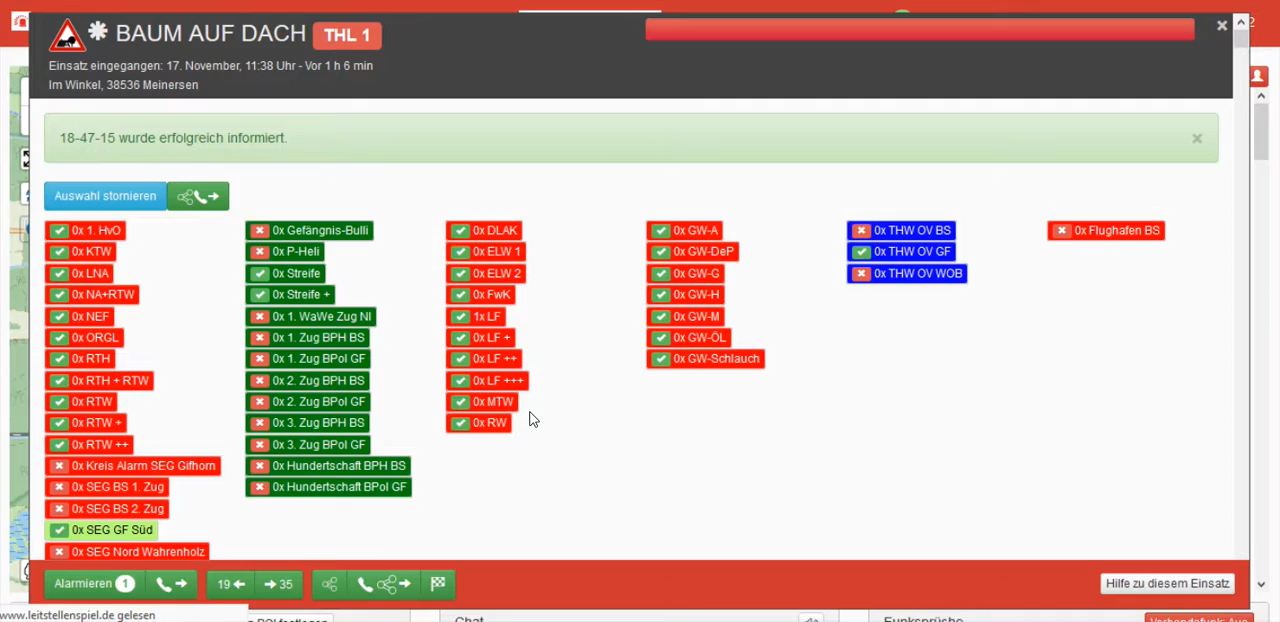 BAUM AUF DACH THL 1
Einsatz eingegangen: 17. November, 11:38 Uhr - Vor 1 h 6 min
Im Winkel, 38536 Meinersen
18-47-15 wurde erfolgreich informiert.
Auswahl stornieren
0x 1. HvO
0x KTW
0x LNA
0x NA+RTW
0x NEF
0x ORGL
0x RTH
0x RTH + RTW
0x RTW
0x RTW +
0x RTW ++
0x Kreis Alarm SEG Gifhorn
0x SEG BS 1. Zug
0x SEG BS 2. Zug
0x SEG GF Süd
0x SEG Nord Wahrenholz
0x Gefängnis-Bulli
0x P-Heli
0x Streife
0x Streife +
0x 1. WaWe Zug NI
0x 1. Zug BPH BS
0x 1. Zug BPol GF
0x 2. Zug BPH BS
0x 2. Zug BPol GF
0x 3. Zug BPH BS
0x 3. Zug BPol GF
0x Hundertschaft BPH BS
0x Hundertschaft BPol GF
0x DLAK
0x ELW 1
0x ELW 2
0x FwK
1x LF
0x LF +
0x LF ++
0x LF +++
0x MTW
0x RW
0x GW-A
0x GW-DeP
0x GW-G
0x GW-H
0x GW-M
0x GW-ÖL
0x GW-Schlauch
0x THW OV BS
0x THW OV GF
0x THW OV WOB
0x Flughafen BS
Alarmieren 1
19
35
Hilfe zu diesem Einsatz
www.leitstellenspiel.de gelesen
Chat
Funksprüche